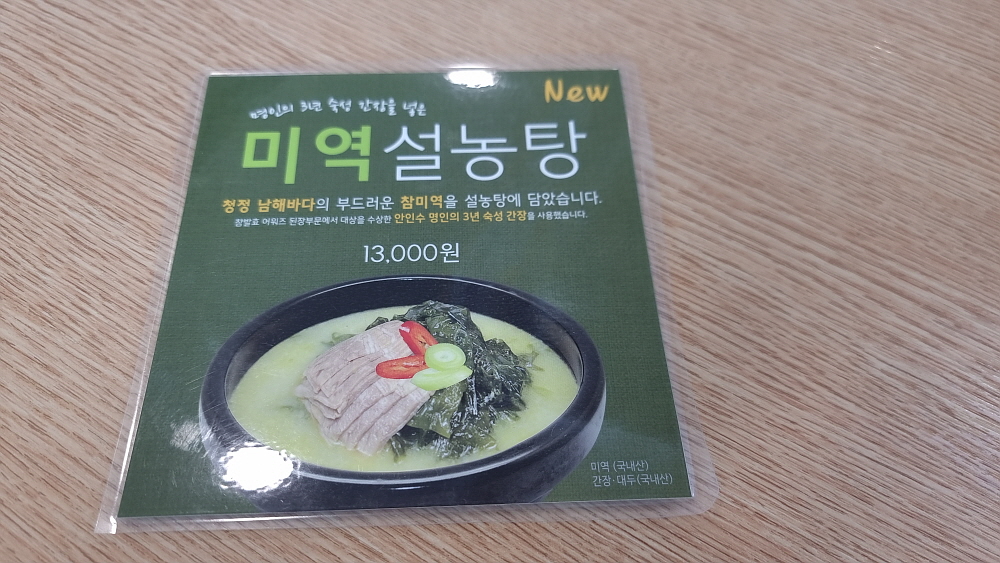 New
명인의 3년 숙성 간장을 넣은
미역설농탕
청정 남해바다의 부드러운 참미역을 설농탕에 담았습니다.
참발효 어워즈 된장부문에서 대상을 수상한 안인수 명인의 3년 숙성 간장을 사용했습니다.
13,000원
미역 (국내산)
간장·대두(국내산)